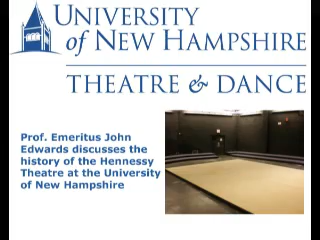 UNIVERSITY
of NEW HAMPSHIRE
THEATRE & DANCE
Prof. Emeritus John
Edwards discusses the
history of the Hennessy
Theatre at the University
of New Hampshire